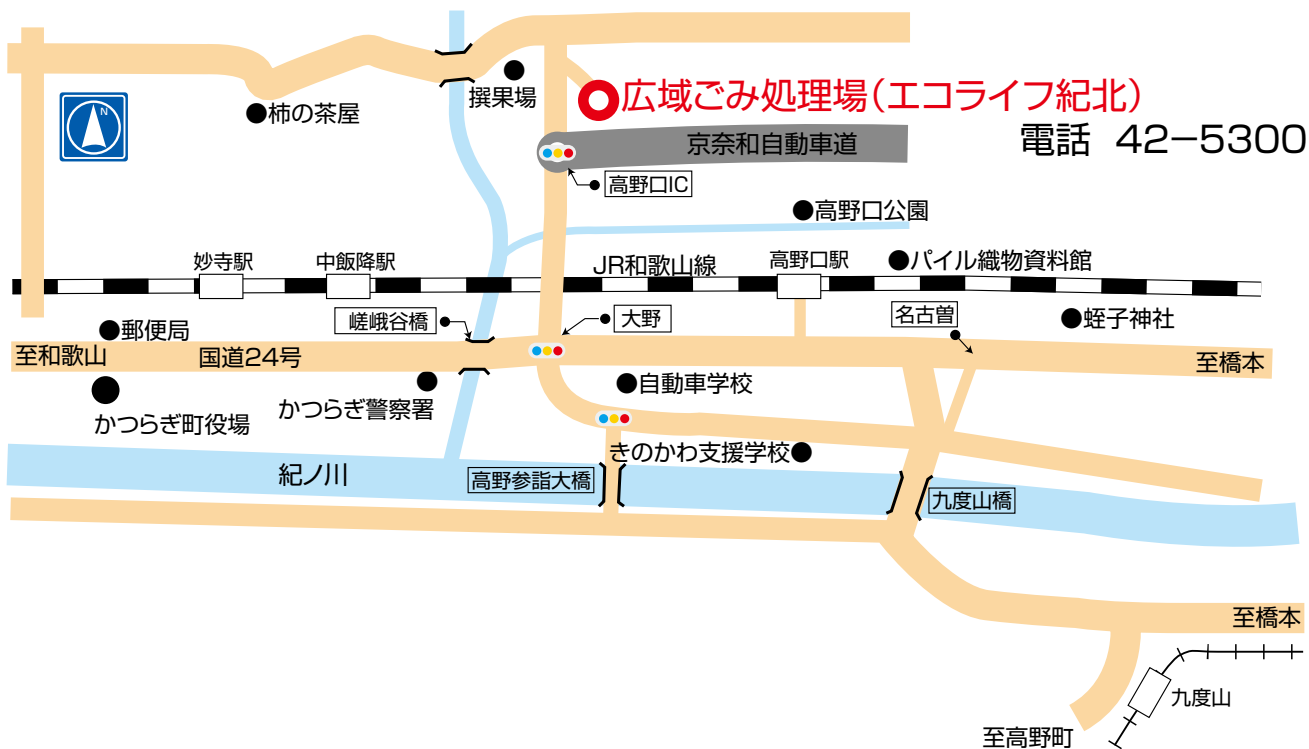 N
柿の茶屋
撰果場
広域ごみ処理場(エコライフ紀北)
電話 42−5300
京奈和自動車道
高野口IC
高野口公園
妙寺駅
中飯降駅
JR和歌山線
高野口駅
パイル織物資料館
郵便局
嵯峨谷橋
大野
名古曽
蛭子神社
至和歌山
国道24号
至橋本
かつらぎ町役場
かつらぎ警察署
自動車学校
きのかわ支援学校
紀ノ川
高野参詣大橋
九度山橋
至橋本
九度山
至高野町